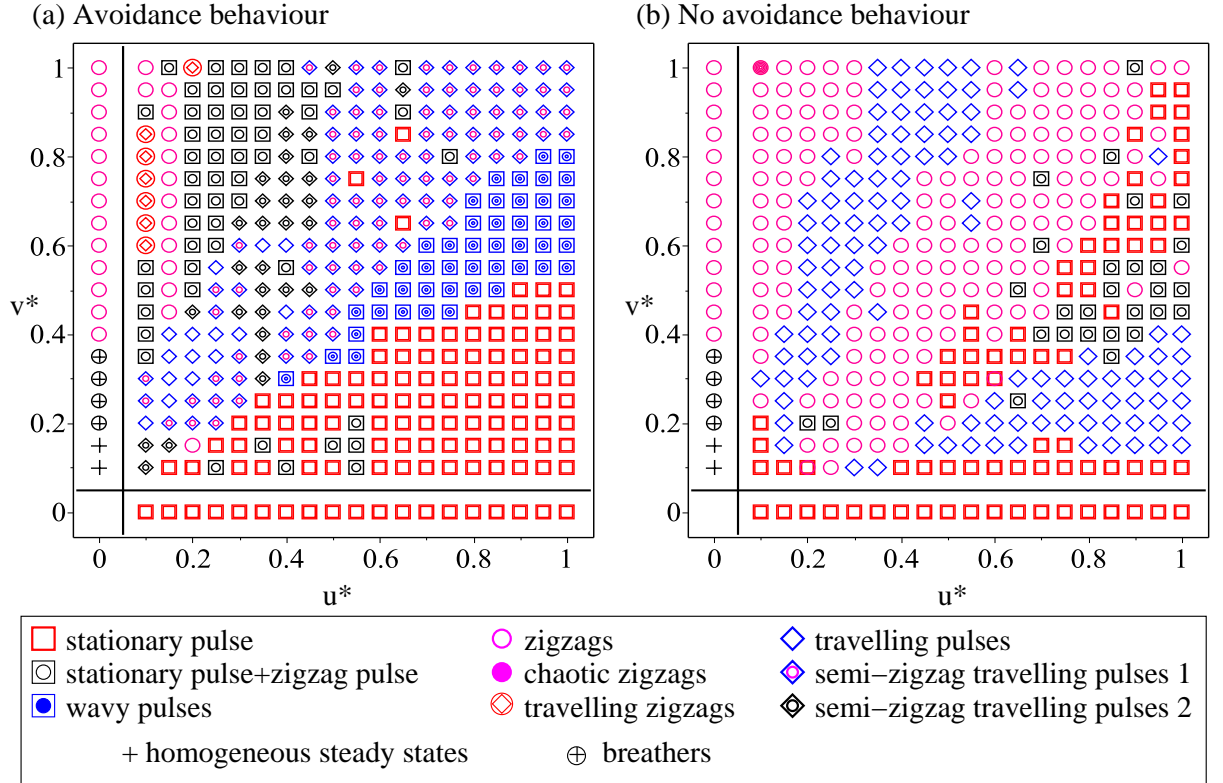 (a) Avoidance behaviour
(b) No avoidance behaviour
1
0.8
0.6
v*
0.4
0.2
0
0 0.2 0.4 0.6 0.8 1
u*
1
0.8
0.6
v*
0.4
0.2
0
0 0.2 0.4 0.6 0.8 1
u*
stationary pulse
zigzags
travelling pulses
stationary pulse+zigzag pulse
chaotic zigzags
semi−zigzag travelling pulses 1
wavy pulses
travelling zigzags
semi−zigzag travelling pulses 2
homogeneous steady states
breathers